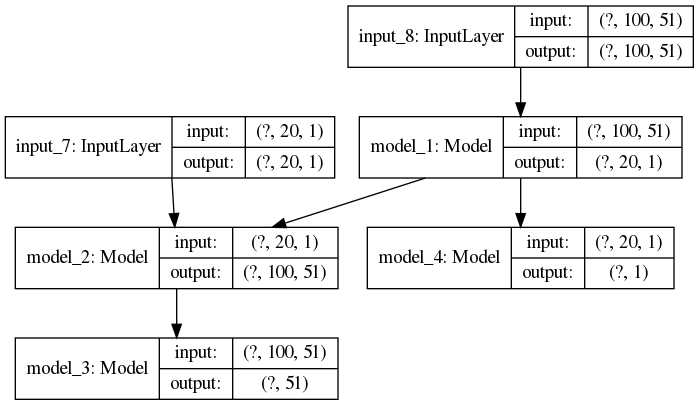 input_8: InputLayer
input: (?, 100, 51)
output: (?, 100, 51)
input_7: InputLayer
input: (?, 20, 1)
output: (?, 20, 1)
model_1: Model
input: (?, 100, 51)
output: (?, 20, 1)
model_2: Model
input: (?, 20, 1)
output: (?, 100, 51)
model_4: Model
input: (?, 20, 1)
output: (?, 1)
model_3: Model
input: (?, 100, 51)
output: (?, 51)